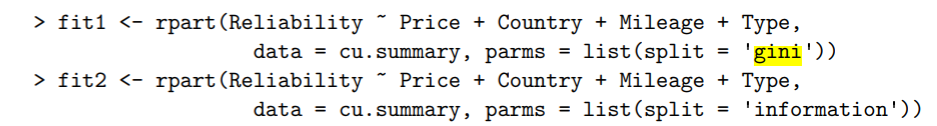 > fit1 <- rpart(Reliability ~ Price + Country + Mileage + Type,
data = cu.summary, parms = list(split = 'gini'))
> fit2 <- rpart(Reliability ~ Price + Country + Mileage + Type,
data = cu.summary, parms = list(split = 'information'))